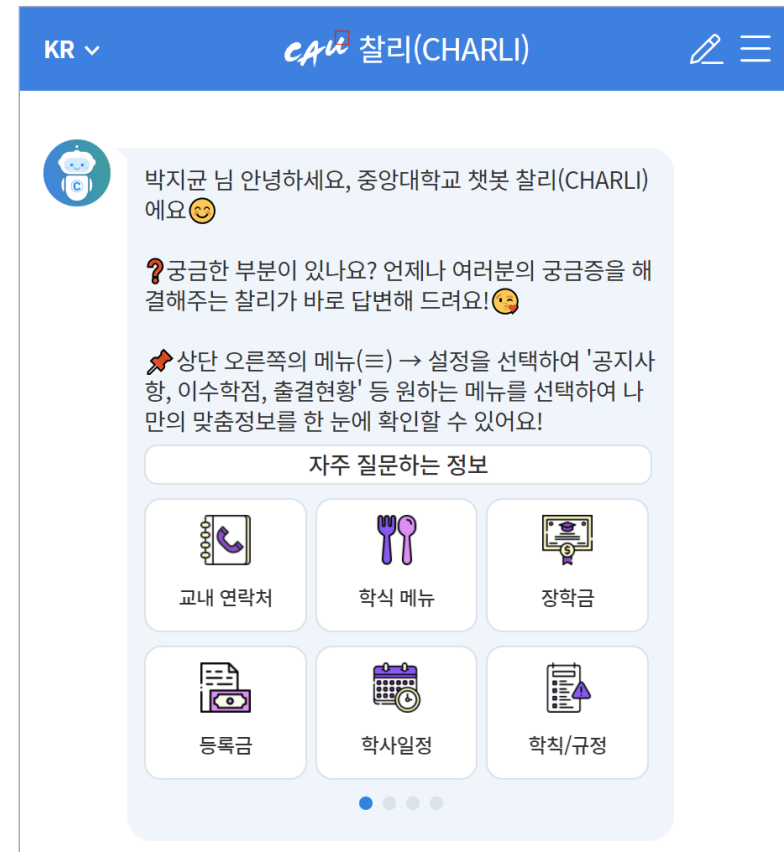 KR
CAU 찰리(CHARLI)
박지균 님 안녕하세요, 중앙대학교 챗봇 찰리(CHARLI)
에요😊
❓궁금한 부분이 있나요? 언제나 여러분의 궁금증을 해
결해주는 찰리가 바로 답변해 드려요!😘
📌상단 오른쪽의 메뉴(≡) → 설정을 선택하여 '공지사
항, 이수학점, 출결현황' 등 원하는 메뉴를 선택하여 나
만의 맞춤정보를 한 눈에 확인할 수 있어요!
자주 질문하는 정보
교내 연락처
학식 메뉴
장학금
등록금
학사일정
학칙/규정